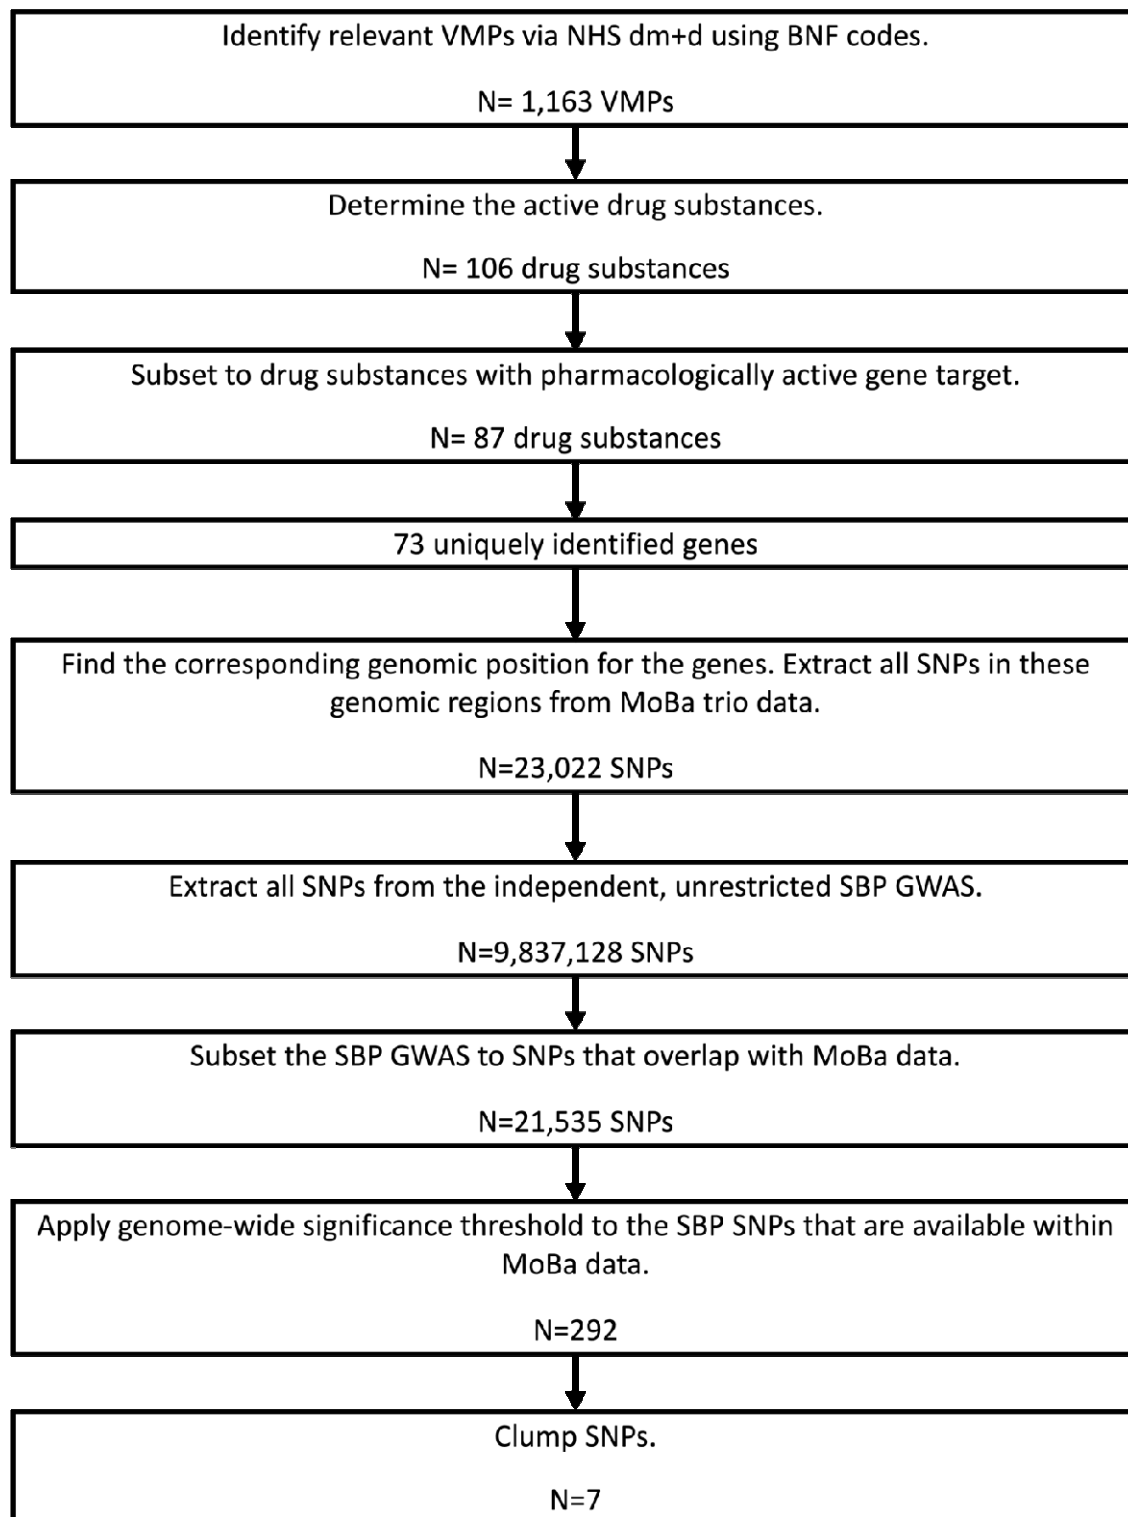 Identify relevant VMPs via NHS dm+d using BNF codes.
N= 1,163 VMPs
Determine the active drug substances.
N= 106 drug substances
Subset to drug substances with pharmacologically active gene target.
N= 87 drug substances
73 uniquely identified genes
Find the corresponding genomic position for the genes. Extract all SNPs in these
genomic regions from MoBa trio data.
N=23,022 SNPs
Extract all SNPs from the independent, unrestricted SBP GWAS.
N=9,837,128 SNPs
Subset the SBP GWAS to SNPs that overlap with MoBa data.
N=21,535 SNPs
Apply genome-wide significance threshold to the SBP SNPs that are available within
MoBa data.
N=292
Clump SNPs.
N=7